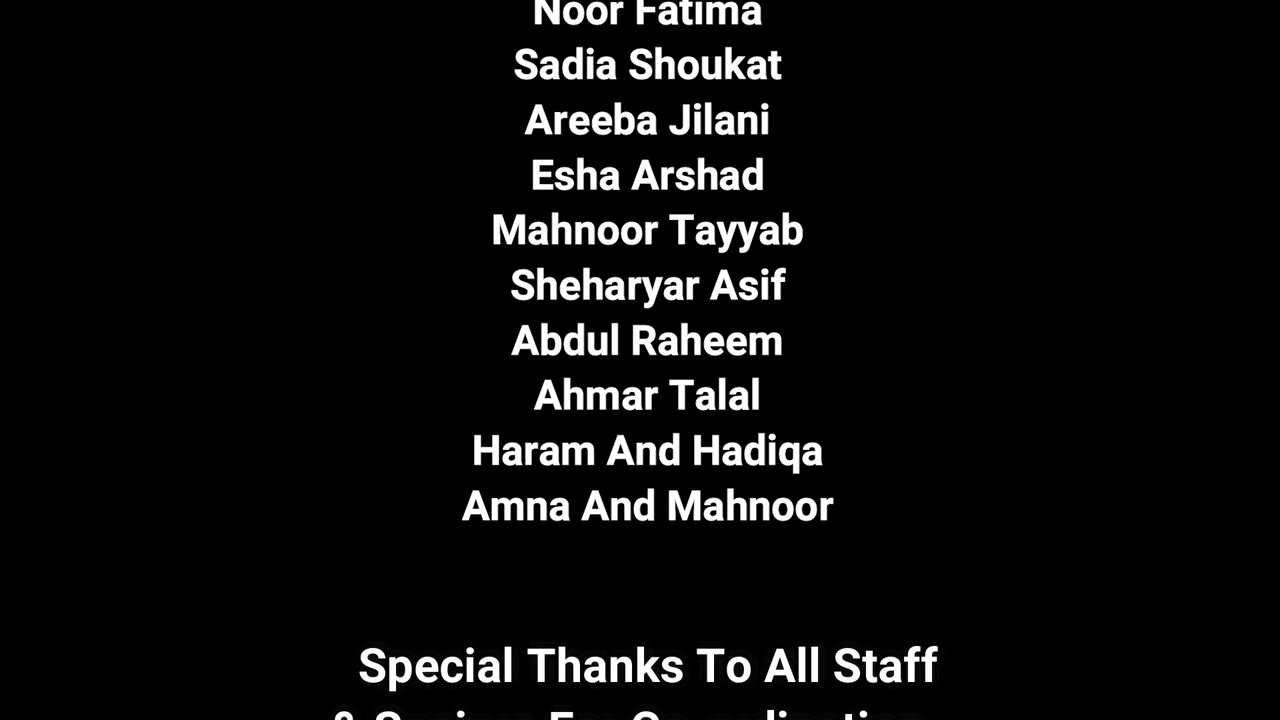 Noor Fatima
Sadia Shoukat
Areeba Jilani
Esha Arshad
Mahnoor Tayyab
Sheharyar Asif
Abdul Raheem
Ahmar Talal
Haram And Hadiqa
Amna And Mahnoor
Special Thanks To All Staff
& For